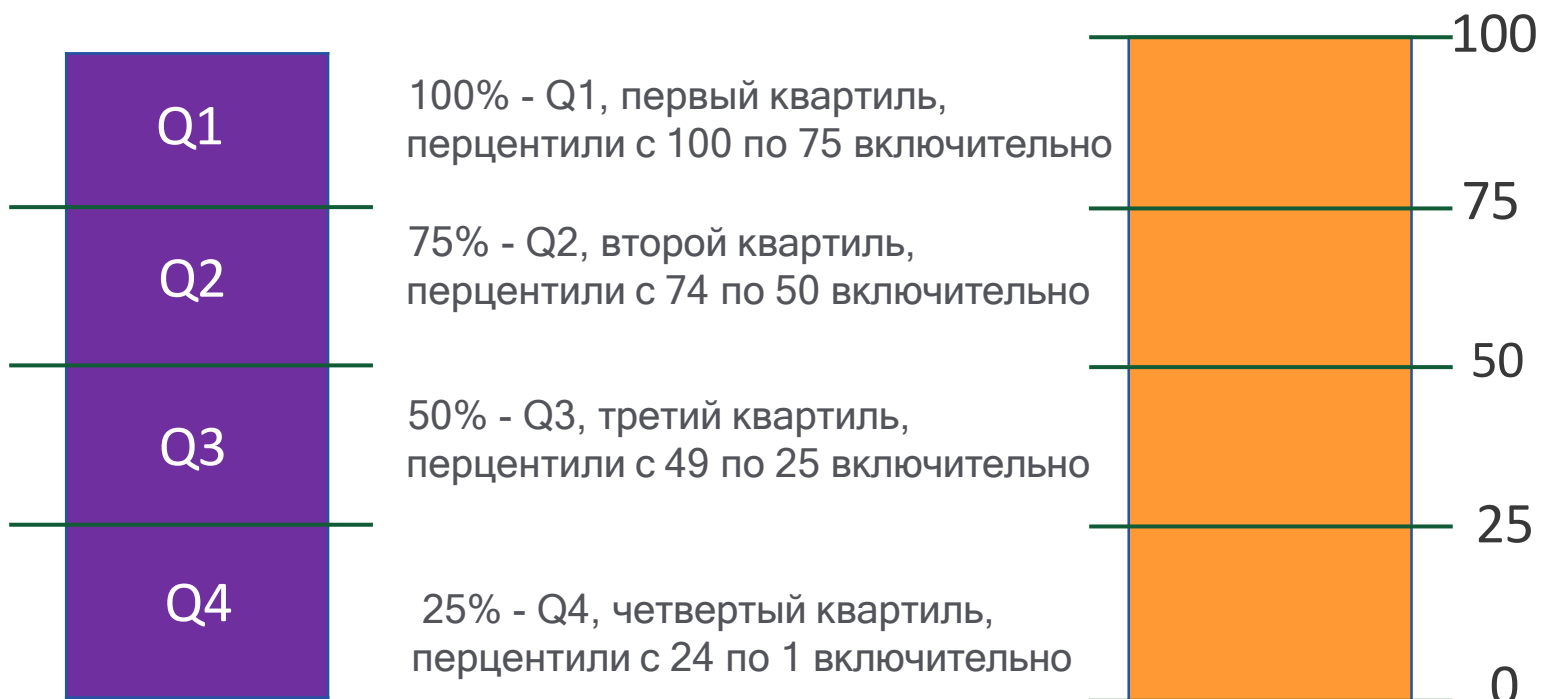 Q1
100% - Q1, первый квартиль,
перцентили с 100 по 75 включительно
Q2
75% - Q2, второй квартиль,
перцентили с 74 по 50 включительно
Q3
50% - Q3, третий квартиль,
перцентили с 49 по 25 включительно
Q4
25% - Q4, четвертый квартиль,
перцентили с 24 по 1 включительно
100
75
50
25
0